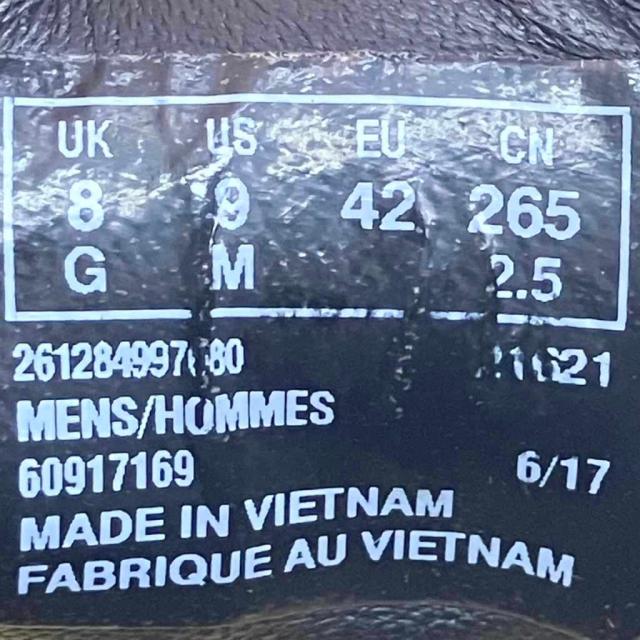 UK US EU CN
8 9 42 265
G M 2.5
MENS/HOMMES
60917169 6/17
MADE IN VIETNAM
FABRIQUE AU VIETNAM